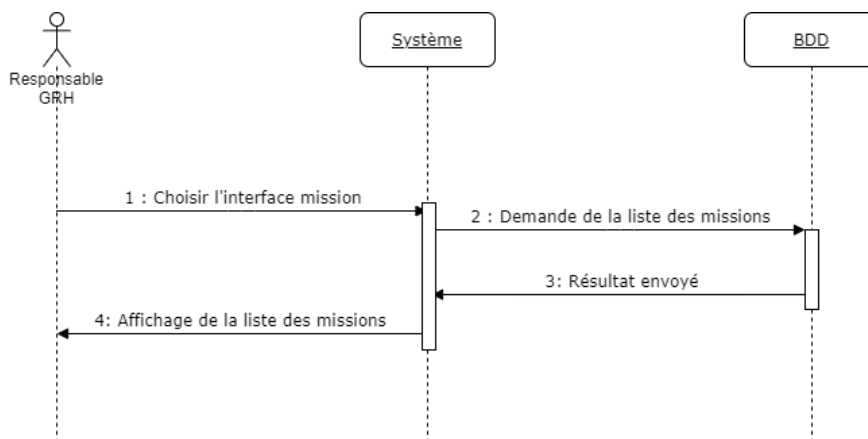 Système
BDD
Responsable
GRH
1 : Choisir l'interface mission
2 : Demande de la liste des missions
3: Résultat envoyé
4: Affichage de la liste des missions